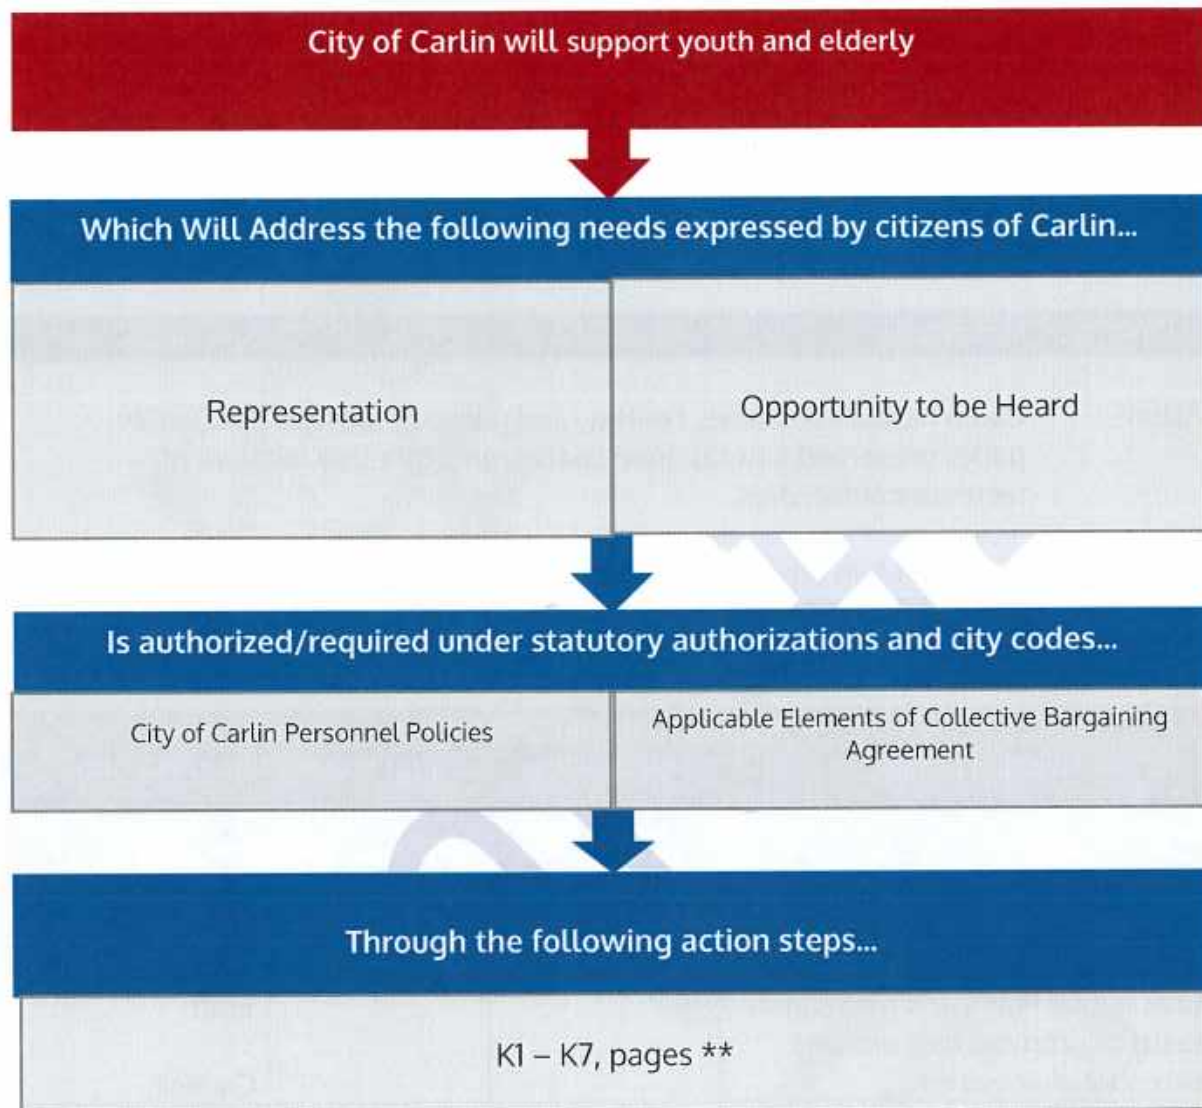 City of Carlin will support youth and elderly
Which Will Address the following needs expressed by citizens of Carlin...
Representation
Opportunity to be Heard
Is authorized/required under statutory authorizations and city codes...
City of Carlin Personnel Policies
Applicable Elements of Collective Bargaining
Agreement
Through the following action steps...
K1 – K7, pages **